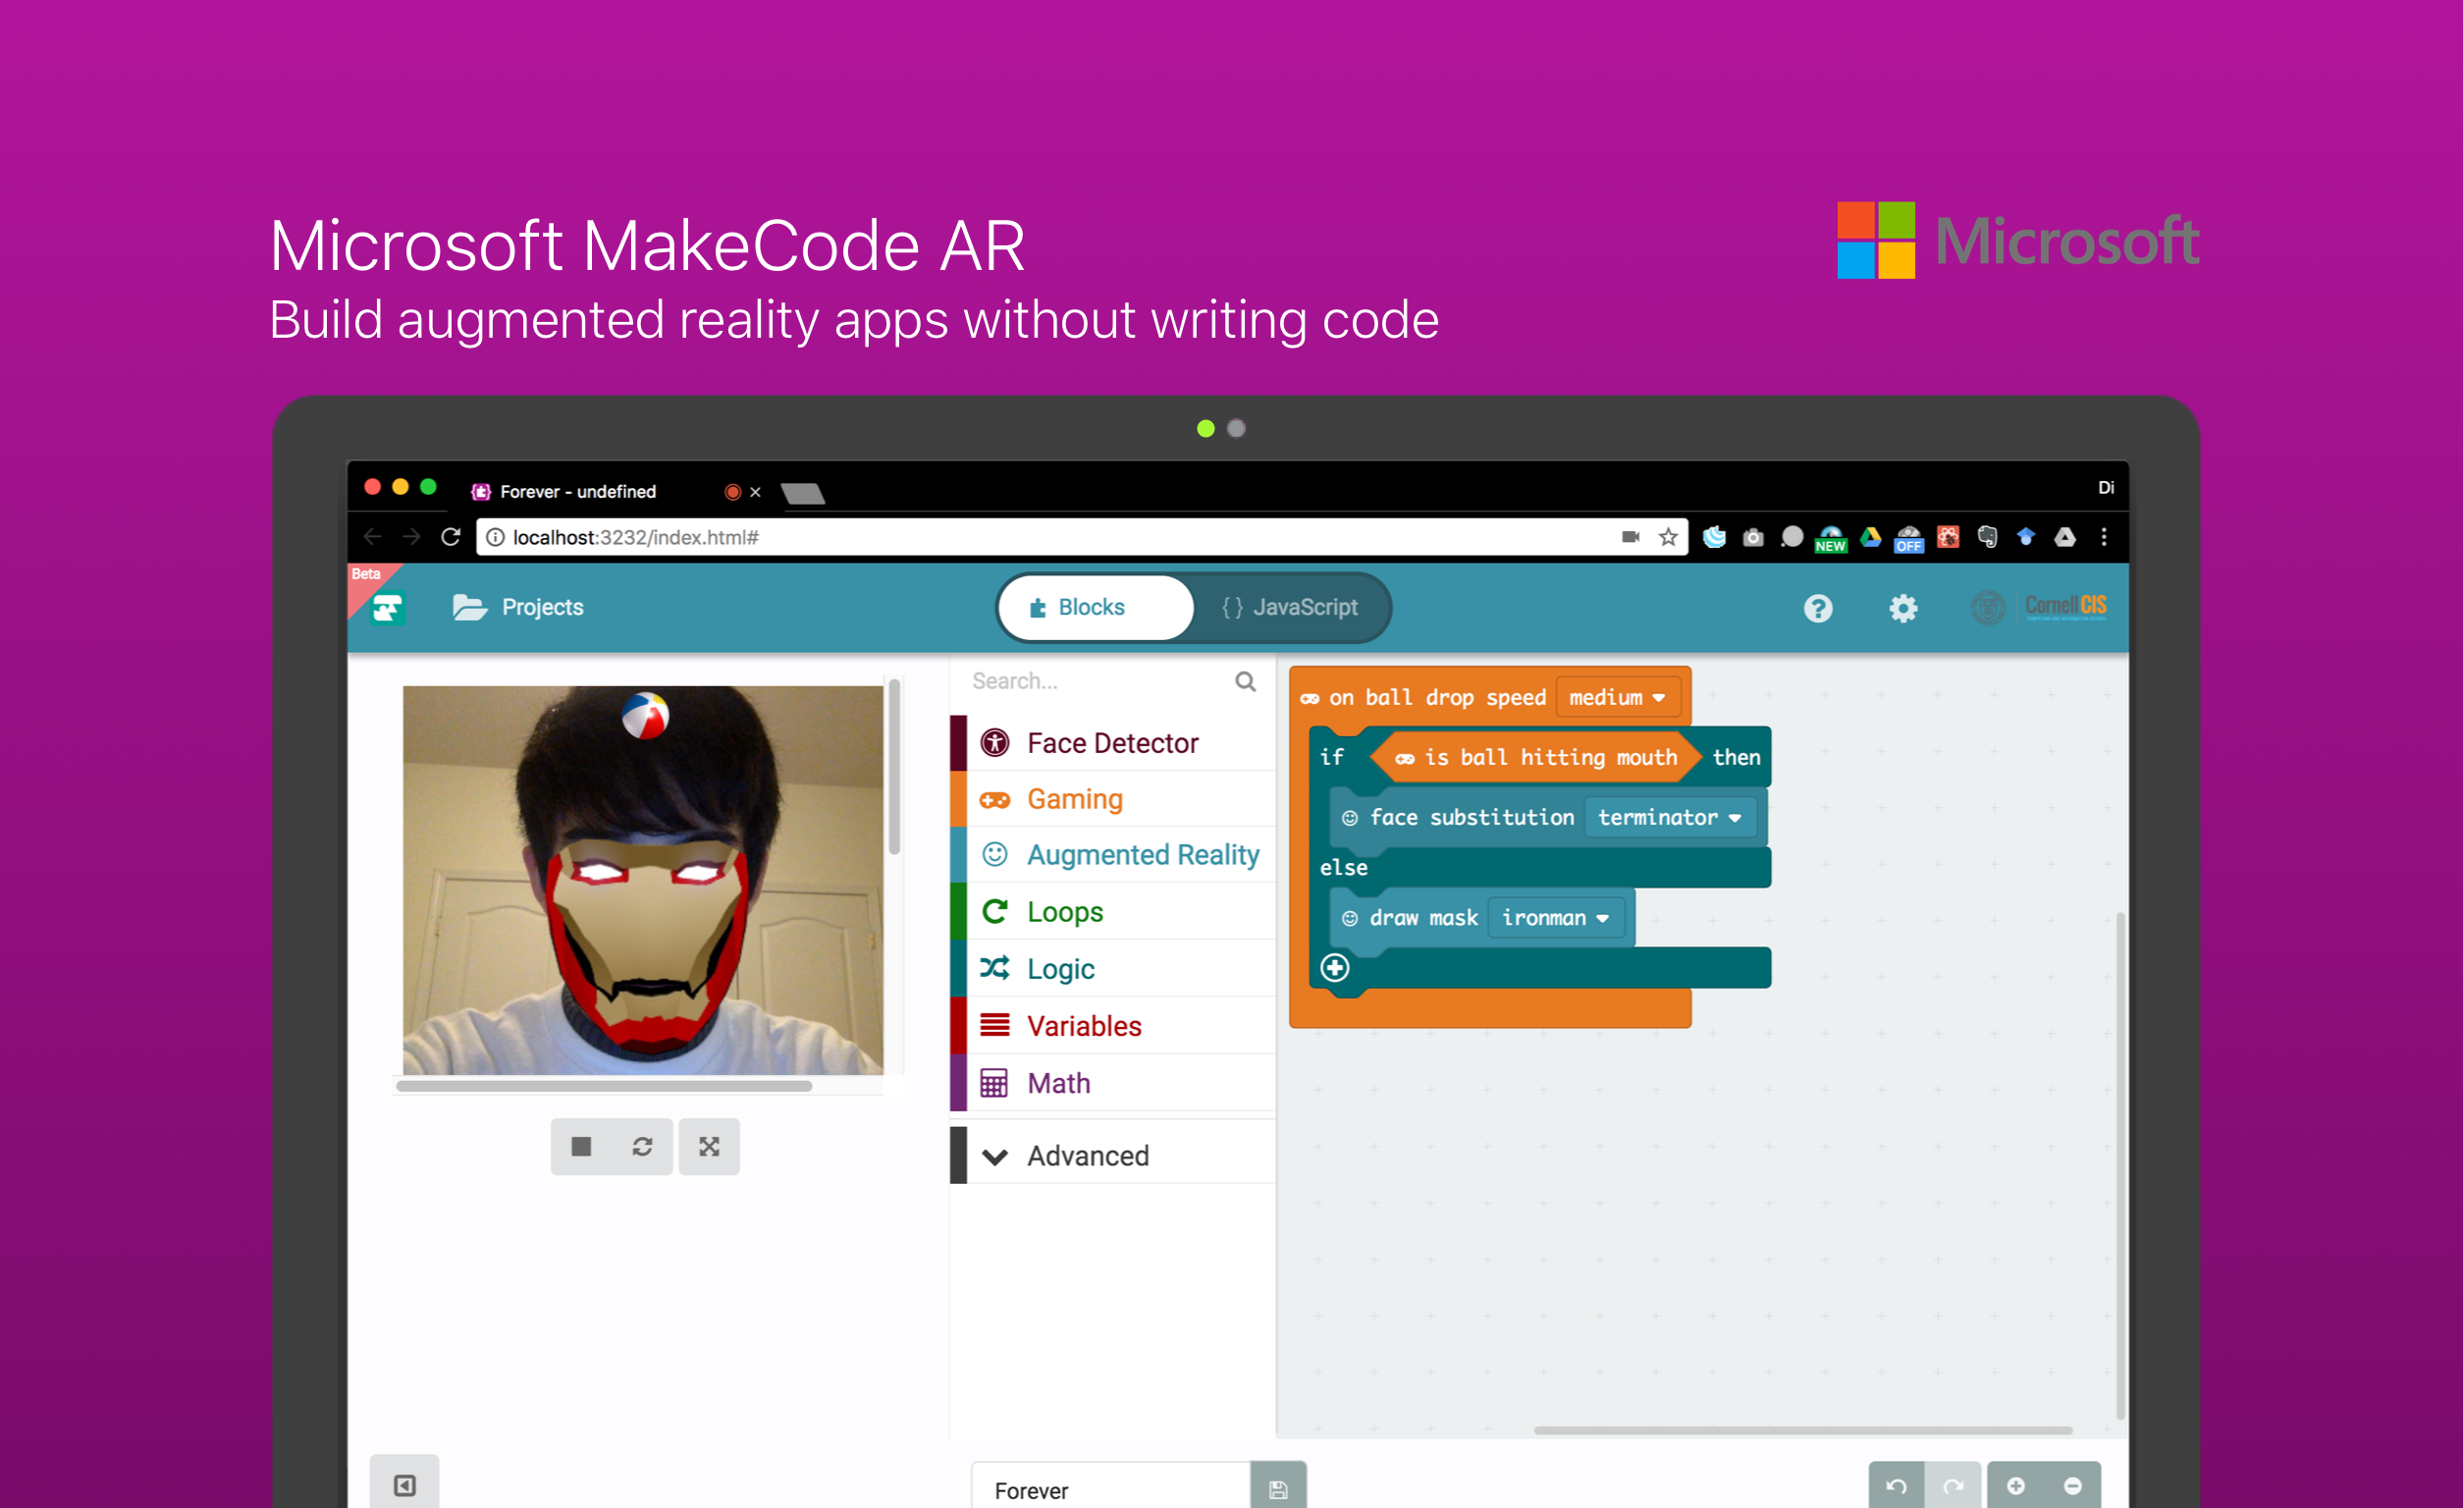 Microsoft MakeCode AR
Build augmented reality apps without writing code
Microsoft
Forever - undefined
Di
localhost:3232/index.html#
NEW
OFF
Beta
Projects
Blocks
{ } JavaScript
Cornell CIS
Search...
Face Detector
Gaming
Augmented Reality
Loops
Logic
Variables
Math
Advanced
on ball drop speed medium
if is ball hitting mouth then
face substitution terminator
else
draw mask ironman
Forever